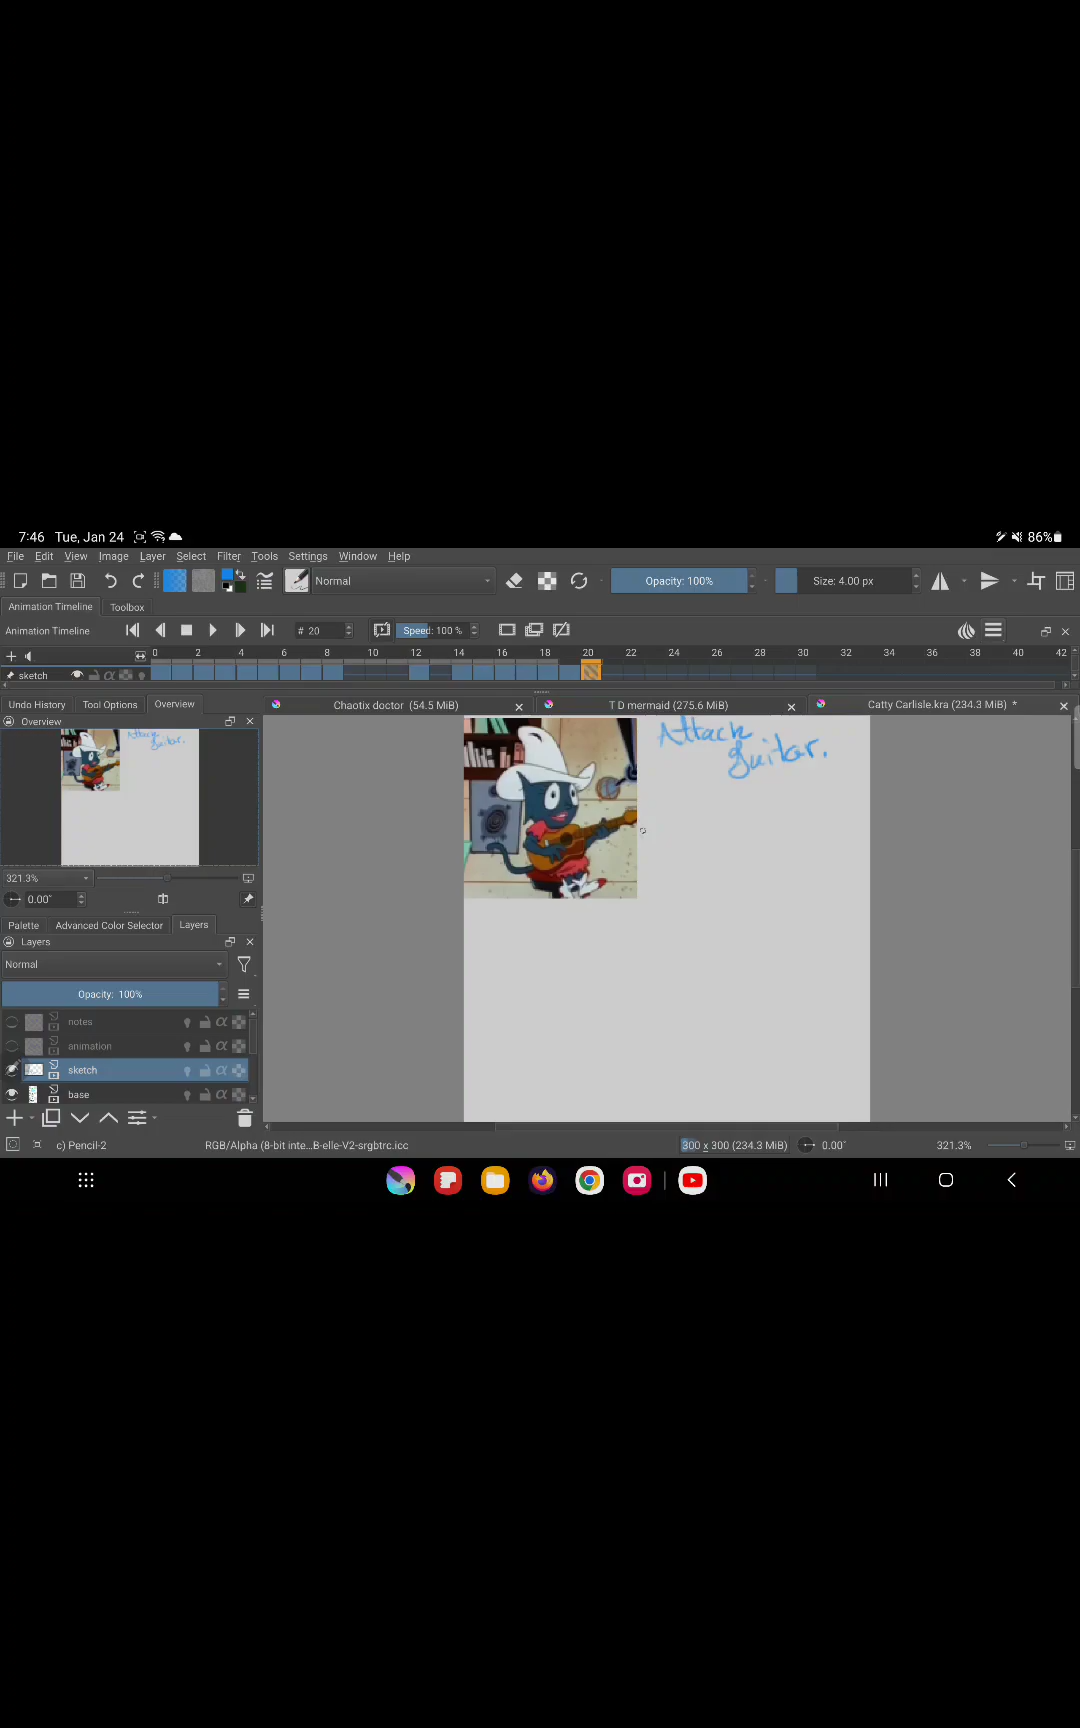 7:46 Tue, Jan 24 86%
File Edit View Image Layer Select Filter Tools Settings Window Help
Normal Opacity: 100% Size: 4.00 px
Animation Timeline Toolbox
Animation Timeline # 20 Speed: 100 %
0 2 4 6 8 10 12 14 16 18 20 22 24 26 28 30 32 34 36 38 40 42
sketch
Undo History Tool Options Overview Chaotix doctor (54.5 MiB) T D mermaid (275.6 MiB) Catty Carlisle.kra (234.3 MiB) *
Overview
Attack
guitar.
Attack
guitar.
321.3%
0.00°
Palette Advanced Color Selector Layers
Layers
Normal
Opacity: 100%
notes
animation
sketch
base
c) Pencil-2 RGB/Alpha (8-bit inte...B-elle-V2-srgbtrc.icc 300 x 300 (234.3 MiB) 0.00° 321.3%